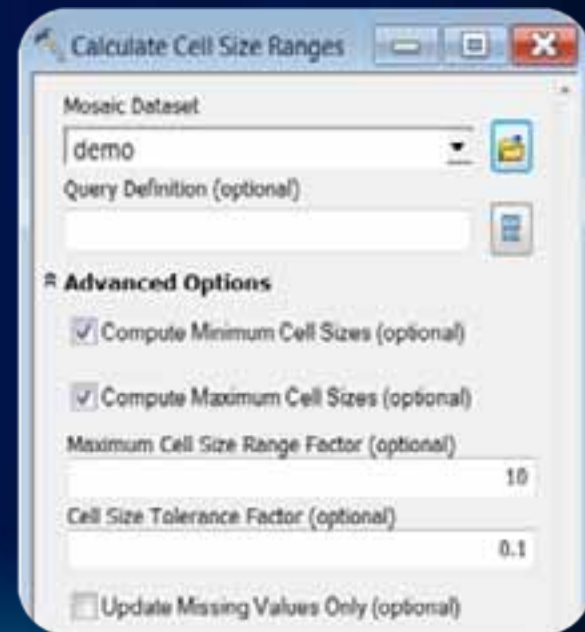 Calculate Cell Size Ranges
Mosaic Dataset
demo
Query Definition (optional)
Advanced Options
Compute Minimum Cell Sizes (optional)
Compute Maximum Cell Sizes (optional)
Maximum Cell Size Range Factor (optional)
10
Cell Size Tolerance Factor (optional)
0.1
Update Missing Values Only (optional)